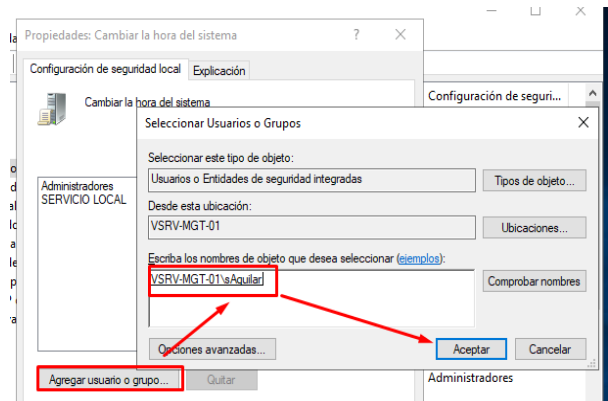 Propiedades: Cambiar la hora del sistema
Configuración de seguridad local
Explicación
Cambiar la hora del sistema
Configuración de seguri...
Seleccionar Usuarios o Grupos
Seleccionar este tipo de objeto:
Usuarios o Entidades de seguridad integradas
Tipos de objeto...
Administradores
SERVICIO LOCAL
Desde esta ubicación:
VSRV-MGT-01
Ubicaciones...
Escriba los nombres de objeto que desea seleccionar (ejemplos):
VSRV-MGT-01\sAguilar
Comprobar nombres
Opciones avanzadas...
Aceptar
Cancelar
Agregar usuario o grupo...
Quitar
Administradores